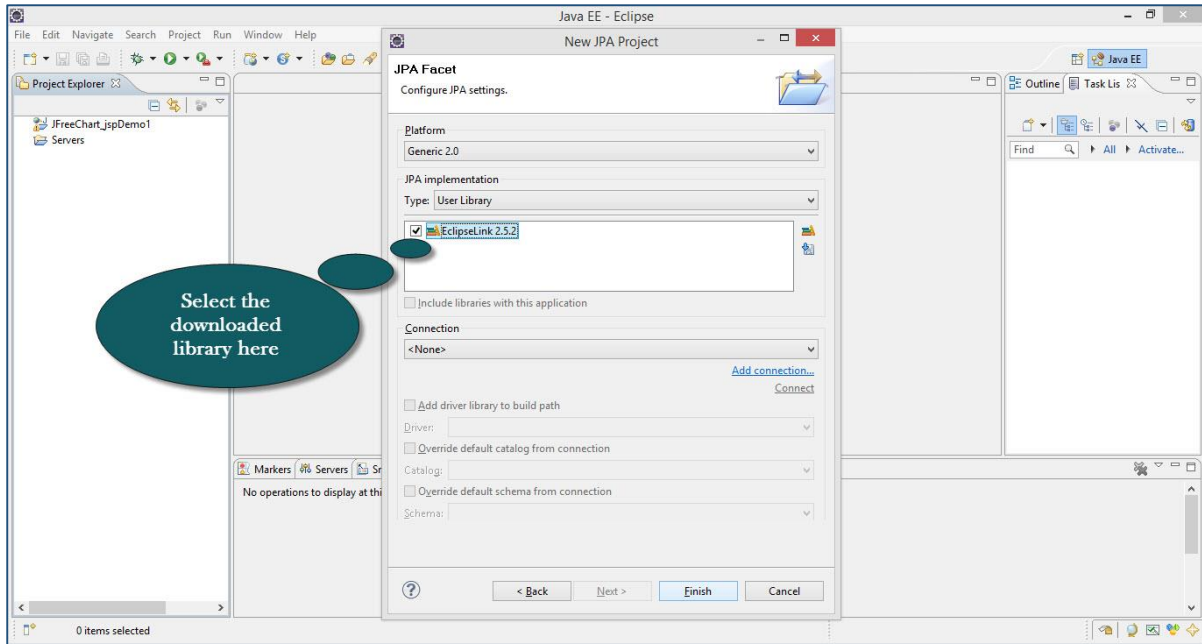 Java EE - Eclipse
File Edit Navigate Search Project Run Window Help
Java EE
Project Explorer
JFreeChart_jspDemo1
Servers
Select the
downloaded
library here
New JPA Project
JPA Facet
Configure JPA settings.
Platform
Generic 2.0
JPA implementation
Type: User Library
EclipseLink 2.5.2
Include libraries with this application
Connection
<None>
Add connection...
Connect
Add driver library to build path
Driver:
Override default catalog from connection
Catalog:
Override default schema from connection
Schema:
< Back Next > Finish Cancel
Outline Task Lis
Find All Activate...
Markers Servers Sr
No operations to display at thi
0 items selected